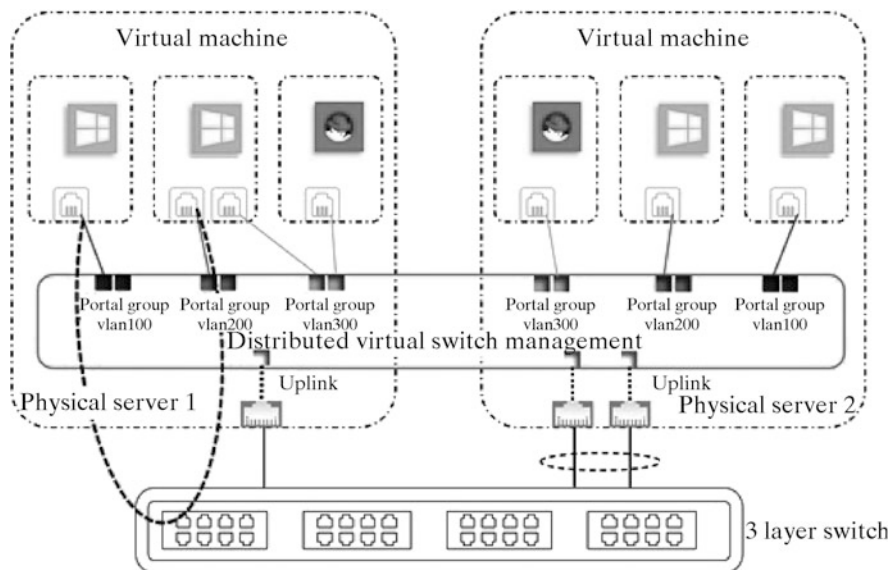 Virtual machine
Virtual machine
Portal group
vlan100
Portal group
vlan200
Portal group
vlan300
Portal group
vlan300
Portal group
vlan200
Portal group
vlan100
Distributed virtual switch management
Uplink
Uplink
Physical server 1
Physical server 2
3 layer switch